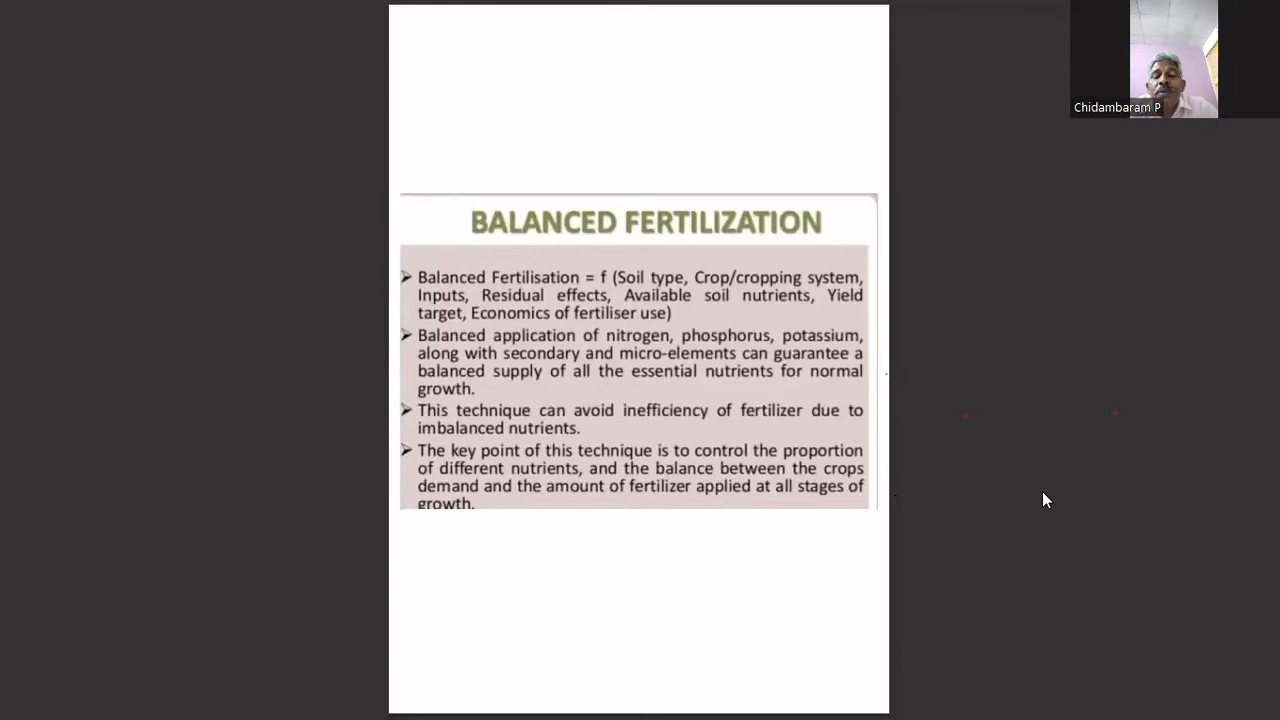 Chidambaram P
BALANCED FERTILIZATION
➢ Balanced Fertilisation = f (Soil type, Crop/cropping system,
Inputs, Residual effects, Available soil nutrients, Yield
target, Economics of fertiliser use)
➢ Balanced application of nitrogen, phosphorus, potassium,
along with secondary and micro-elements can guarantee a
balanced supply of all the essential nutrients for normal
growth.
➢ This technique can avoid inefficiency of fertilizer due to
imbalanced nutrients.
➢ The key point of this technique is to control the proportion
of different nutrients, and the balance between the crops
demand and the amount of fertilizer applied at all stages of
growth.